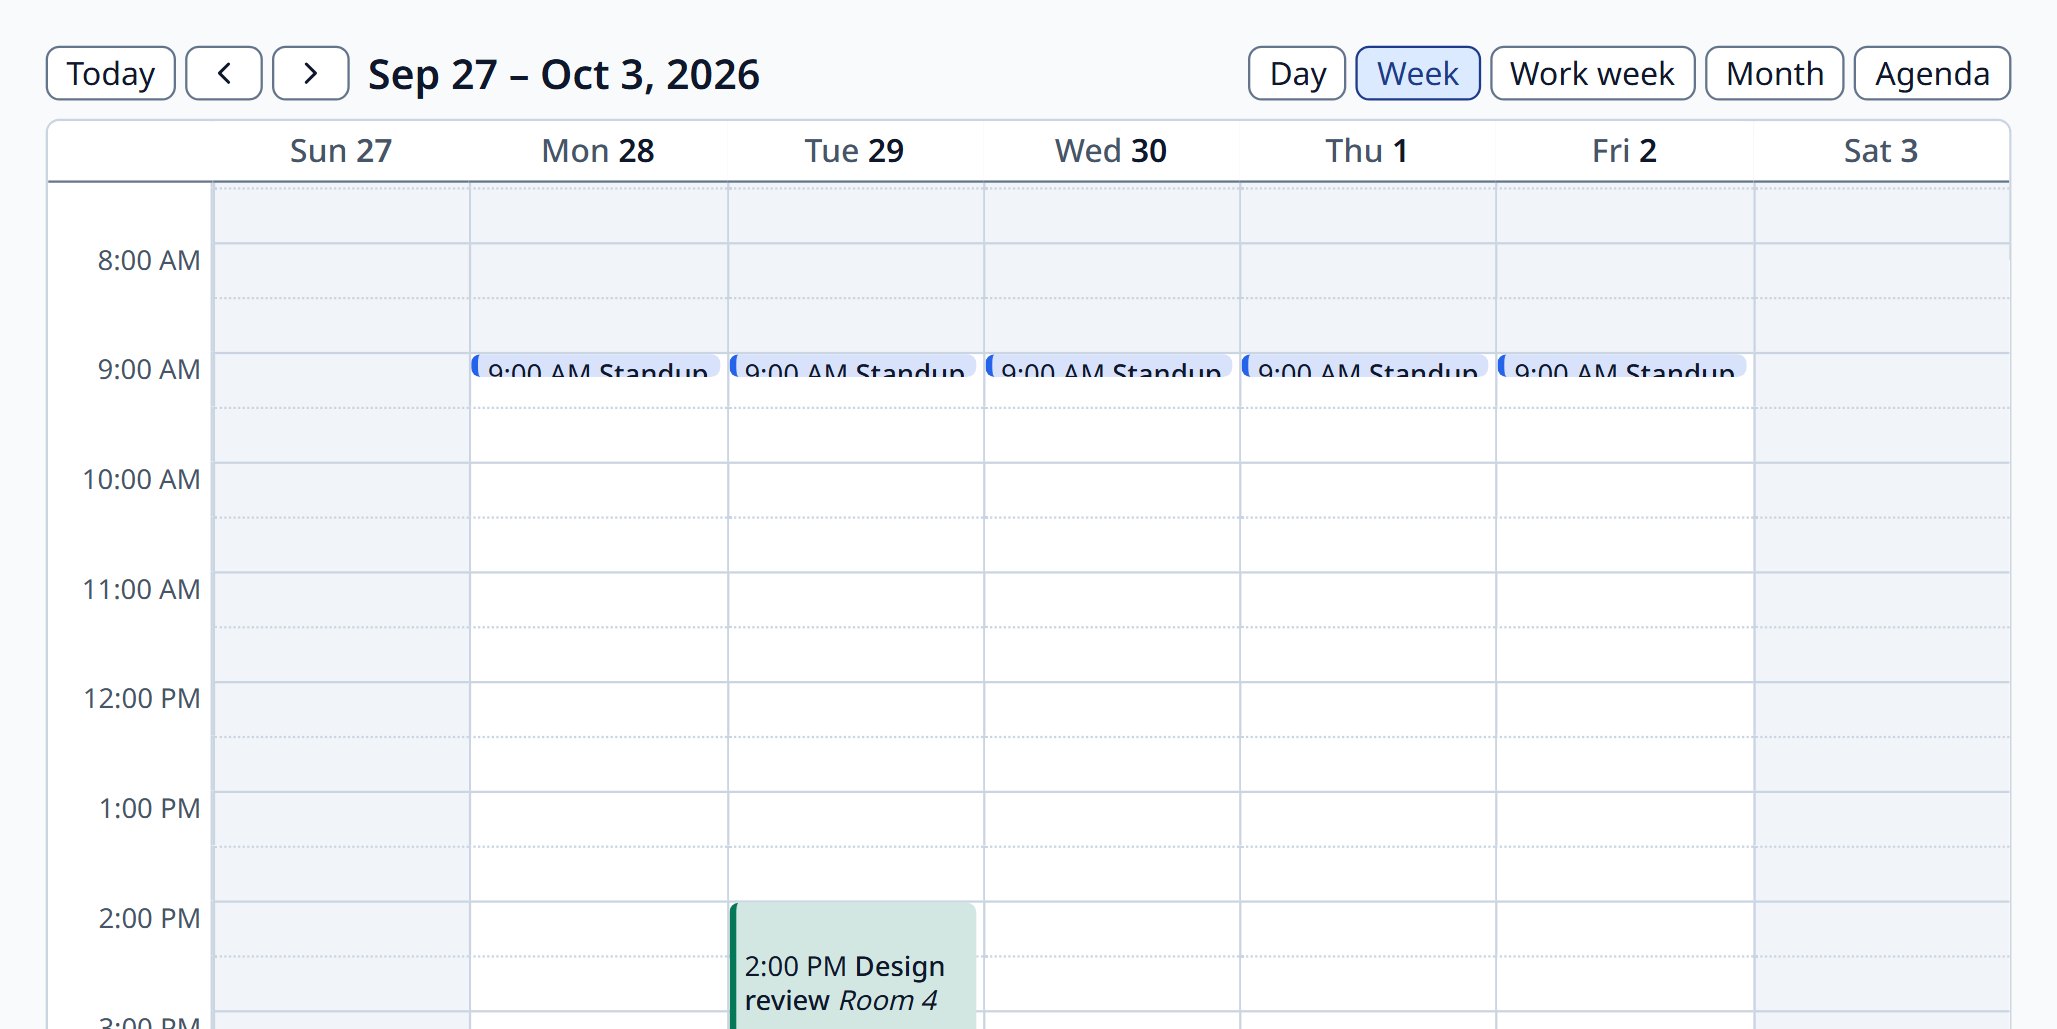 Today
Sep 27 – Oct 3, 2026
Day
Week
Work week
Month
Agenda
Sun 27
Mon 28
Tue 29
Wed 30
Thu 1
Fri 2
Sat 3
8:00 AM
9:00 AM
9:00 AM Standup
9:00 AM Standup
9:00 AM Standup
9:00 AM Standup
9:00 AM Standup
10:00 AM
11:00 AM
12:00 PM
1:00 PM
2:00 PM
2:00 PM Design
review Room 4
3:00 PM